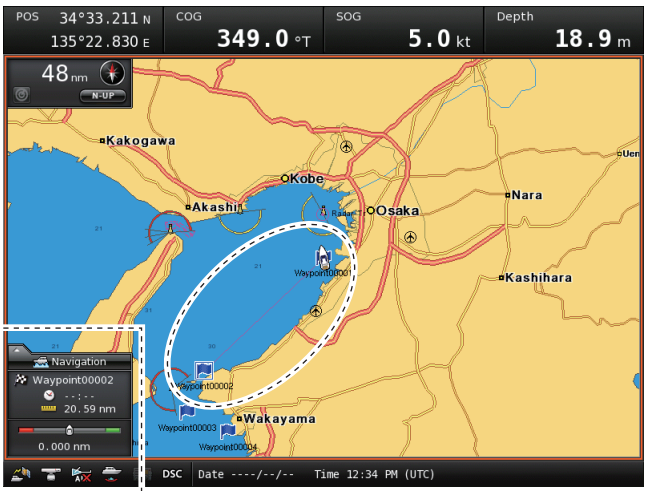 POS 34°33.211 N
135°22.830 E
COG
349.0 °T
SOG
5.0 kt
Depth
18.9 m
48 nm
N-UP
Kakogawa
Kobe
Akashi
Osaka
Uen
Nara
Kashihara
21
21
31
30
21
Waypoint00001
Waypoint00002
Waypoint00003
Waypoint00004
Wakayama
Navigation
Waypoint00002
--:--
20.59 nm
0.000 nm
DSC
Date ----/--/--
Time 12:34 PM (UTC)